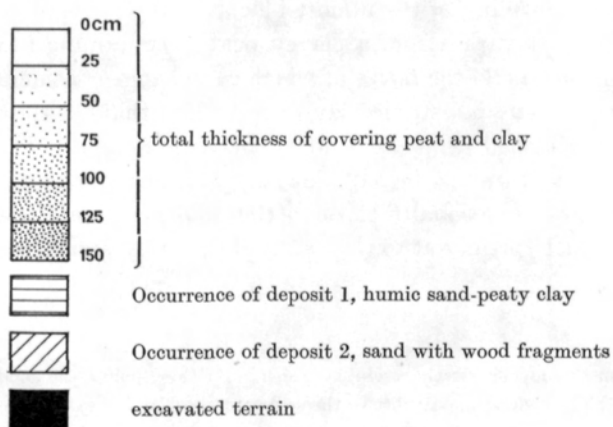 0cm
25
50
75
total thickness of covering peat and clay
100
125
150
Occurrence of deposit 1, humic sand-peaty clay
Occurrence of deposit 2, sand with wood fragments
excavated terrain